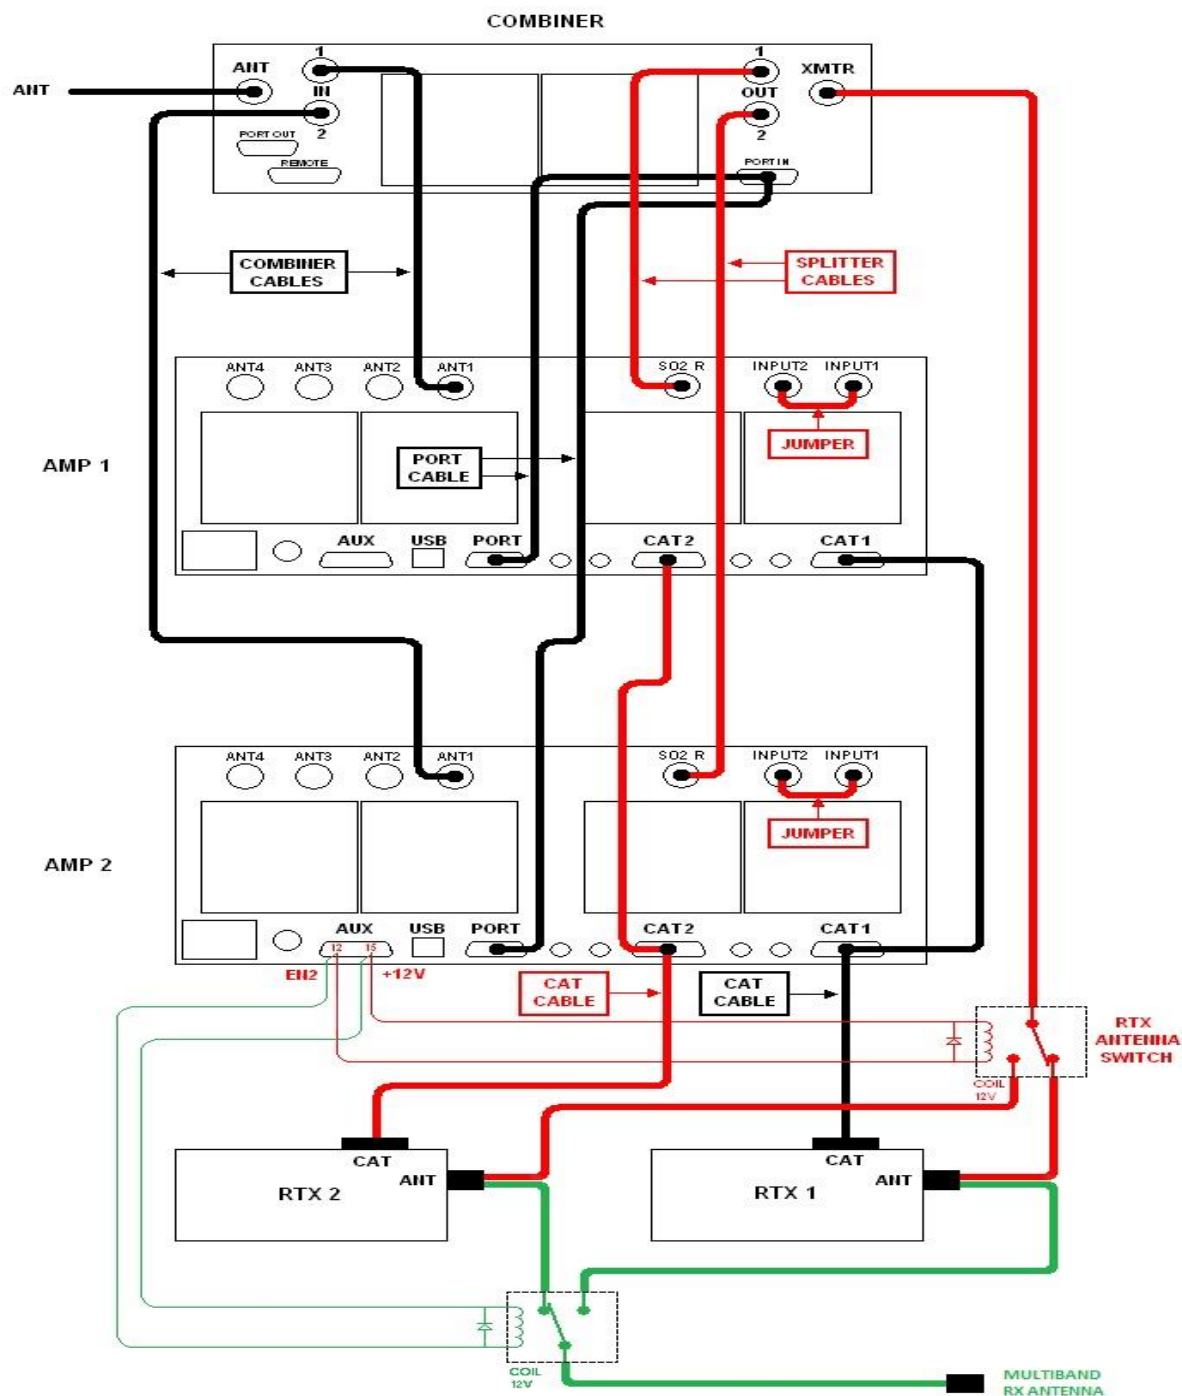 COMBINER
ANT
ANT
1
IN
2
PORT OUT
REMOTE
1
OUT
2
XMTR
PORT IN
COMBINER
CABLES
SPLITTER
CABLES
AMP 1
ANT4
ANT3
ANT2
ANT1
SO2 R
INPUT2
INPUT1
JUMPER
PORT
CABLE
AUX
USB
PORT
CAT2
CAT1
AMP 2
ANT4
ANT3
ANT2
ANT1
SO2 R
INPUT2
INPUT1
JUMPER
AUX
USB
PORT
CAT2
CAT1
12
15
EN2
+12V
CAT
CABLE
CAT
CABLE
RTX
ANTENNA
SWITCH
COIL
12V
CAT
ANT
RTX 2
CAT
ANT
RTX 1
COIL
12V
MULTIBAND
RX ANTENNA